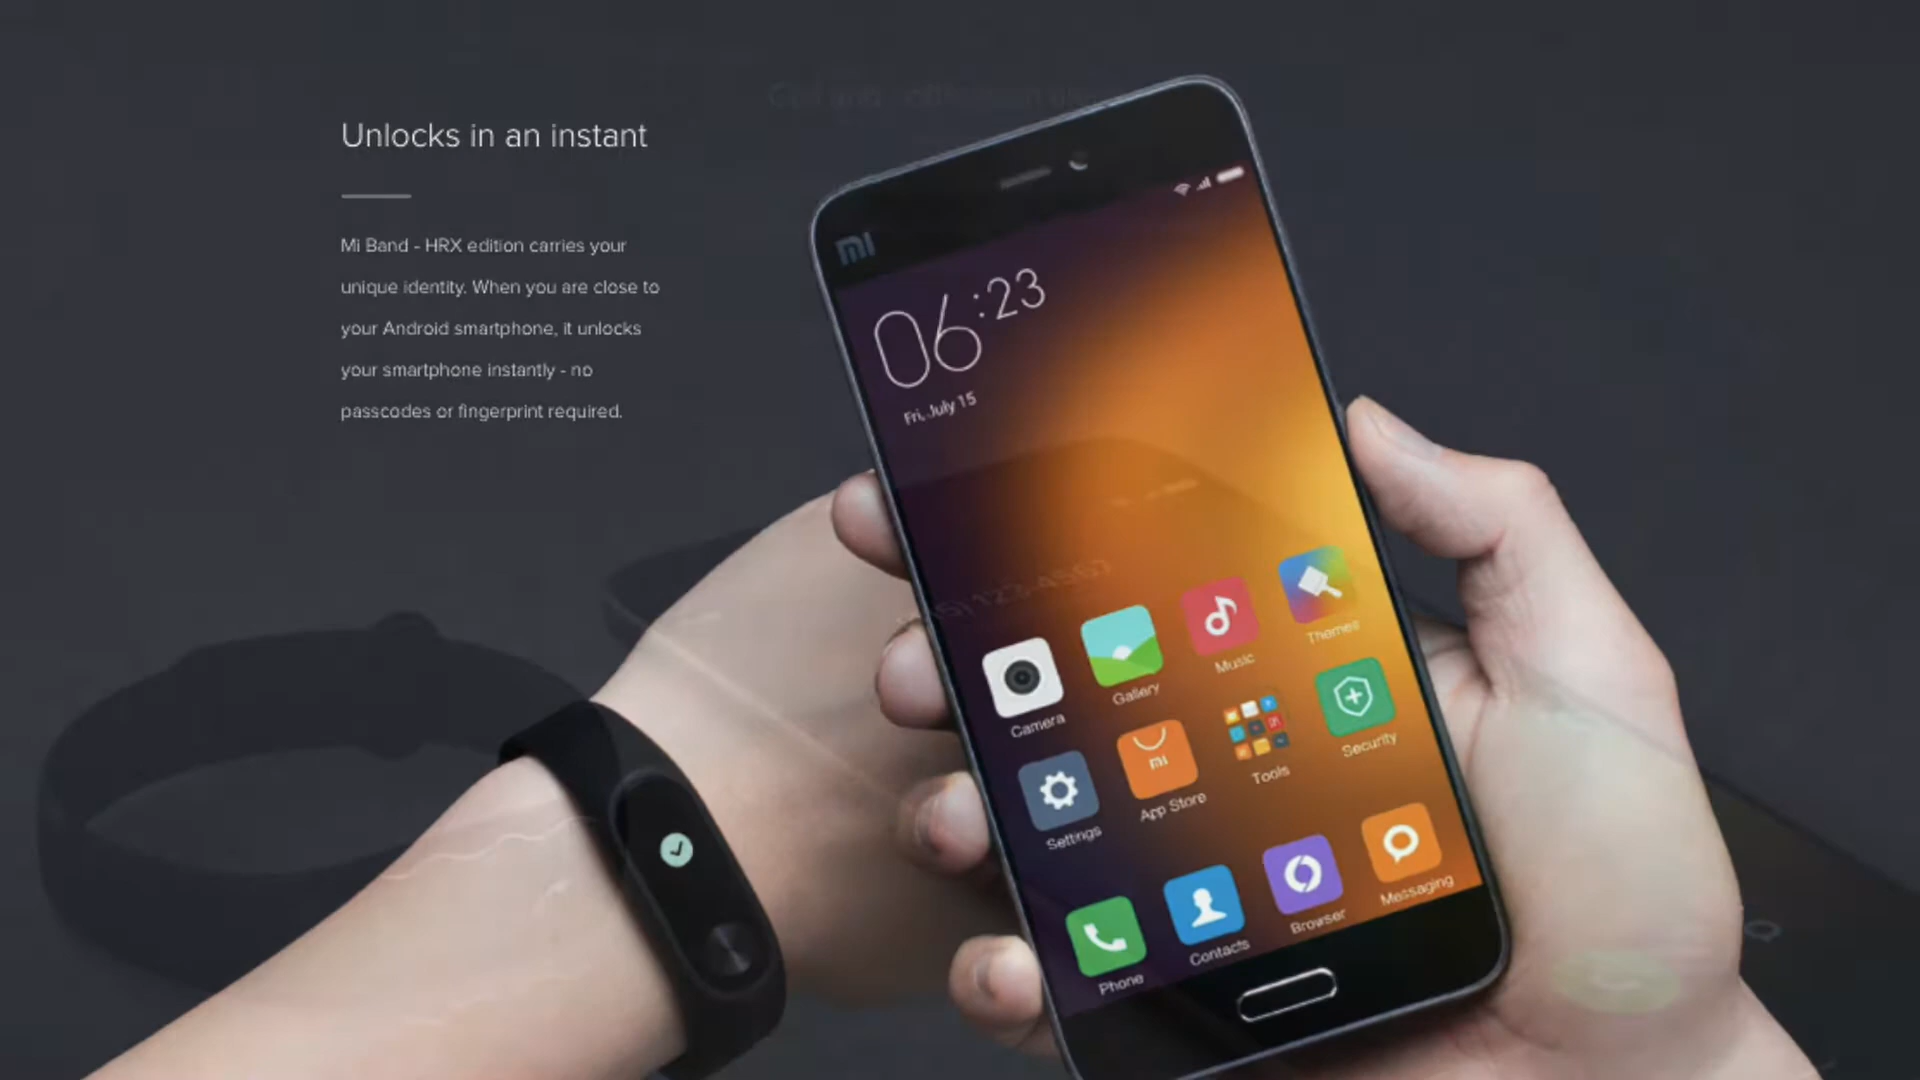 Unlocks in an instant
Mi Band - HRX edition carries your
unique identity. When you are close to
your Android smartphone, it unlocks
your smartphone instantly - no
passcodes or fingerprint required.
MI
06:23
Fri, July 15
Camera
Gallery
Music
Themes
Settings
mi
App Store
Tools
Security
Phone
Contacts
Browser
Messaging